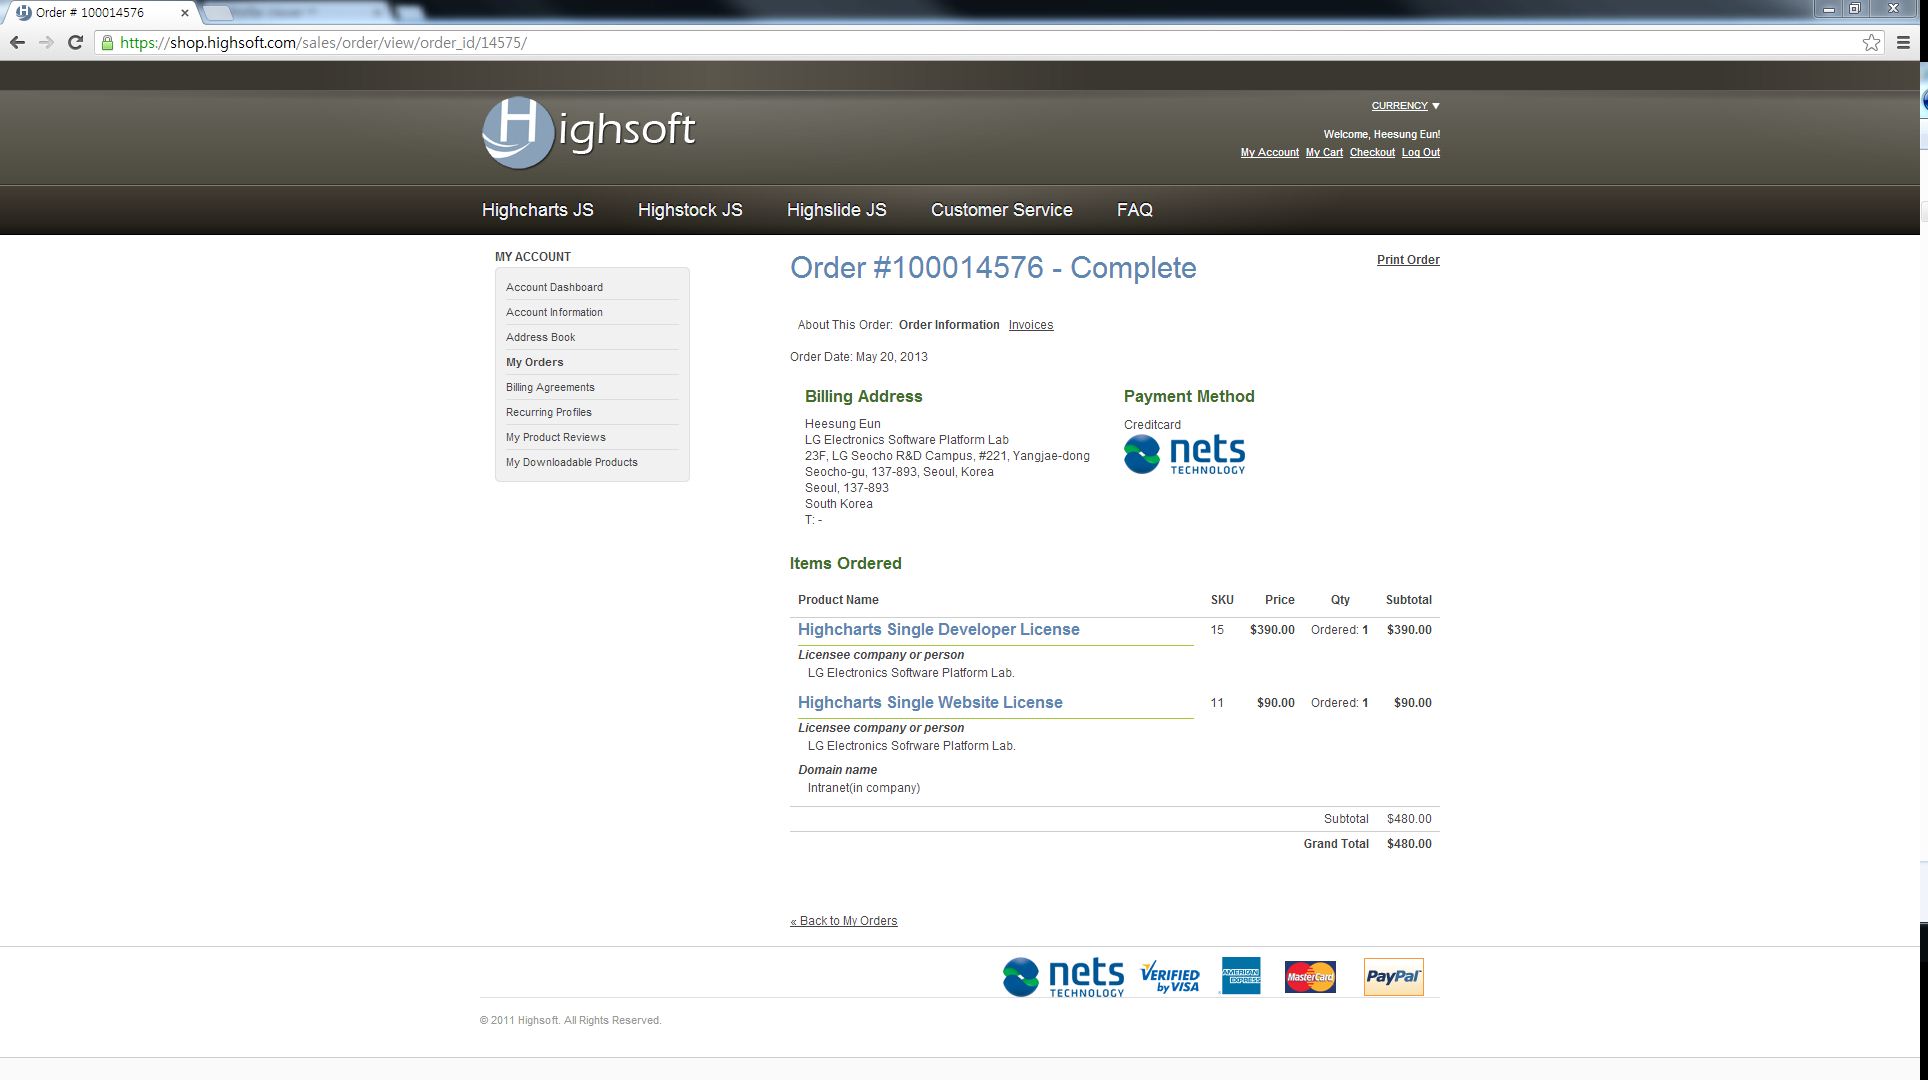 Order # 100014576
https://shop.highsoft.com/sales/order/view/order_id/14575/
Highsoft
CURRENCY ▼
Welcome, Heesung Eun!
My Account My Cart Checkout Log Out
Highcharts JS Highstock JS Highslide JS Customer Service FAQ
MY ACCOUNT
Account Dashboard
Account Information
Address Book
My Orders
Billing Agreements
Recurring Profiles
My Product Reviews
My Downloadable Products
Order #100014576 - Complete
Print Order
About This Order: Order Information Invoices
Order Date: May 20, 2013
Billing Address
Heesung Eun
LG Electronics Software Platform Lab
23F, LG Seocho R&D Campus, #221, Yangjae-dong
Seocho-gu, 137-893, Seoul, Korea
Seoul, 137-893
South Korea
T: -
Payment Method
Creditcard
nets
TECHNOLOGY
Items Ordered
Product Name SKU Price Qty Subtotal
Highcharts Single Developer License 15 $390.00 Ordered: 1 $390.00
Licensee company or person
LG Electronics Software Platform Lab.
Highcharts Single Website License 11 $90.00 Ordered: 1 $90.00
Licensee company or person
LG Electronics Sofrware Platform Lab.
Domain name
Intranet(in company)
Subtotal $480.00
Grand Total $480.00
« Back to My Orders
nets
TECHNOLOGY
VERIFIED
by VISA
AMERICAN
EXPRESS
MasterCard
PayPal
© 2011 Highsoft. All Rights Reserved.